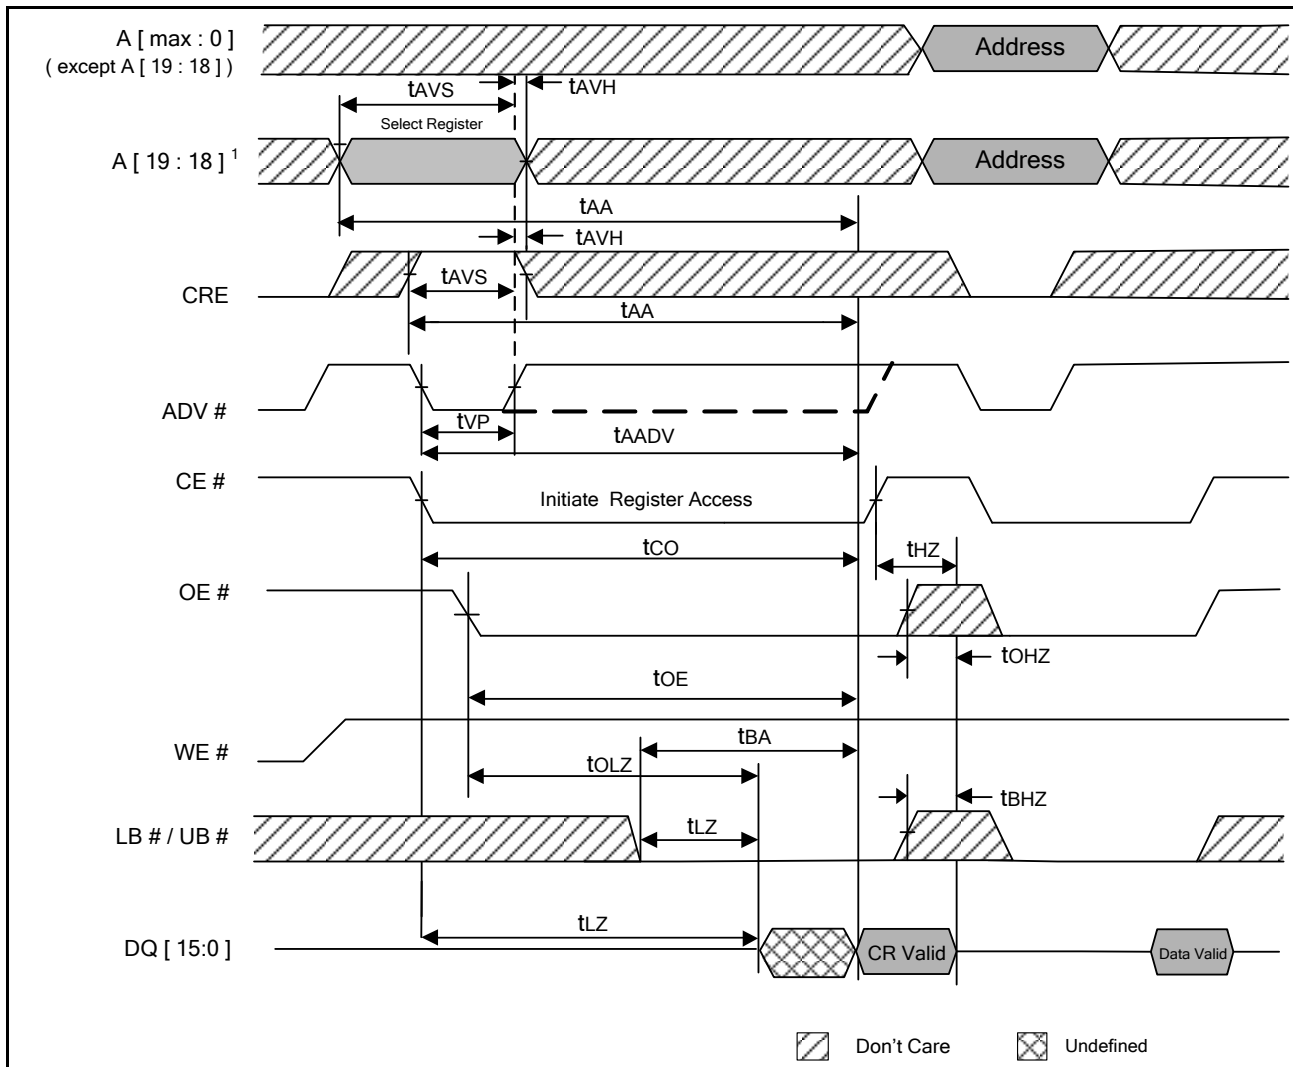 A [ max : 0 ]
( except A [ 19 : 18 ] )
Address
tAVS
tAVH
Select Register
A [ 19 : 18 ] 1
Address
tAA
tAVH
CRE
tAVS
tAA
ADV #
tVP
tAADV
CE #
Initiate Register Access
tCO
tHZ
OE #
tOHZ
tOE
WE #
tBA
tOLZ
tBHZ
LB # / UB #
tLZ
tLZ
DQ [ 15:0 ]
CR Valid
Data Valid
Don't Care
Undefined